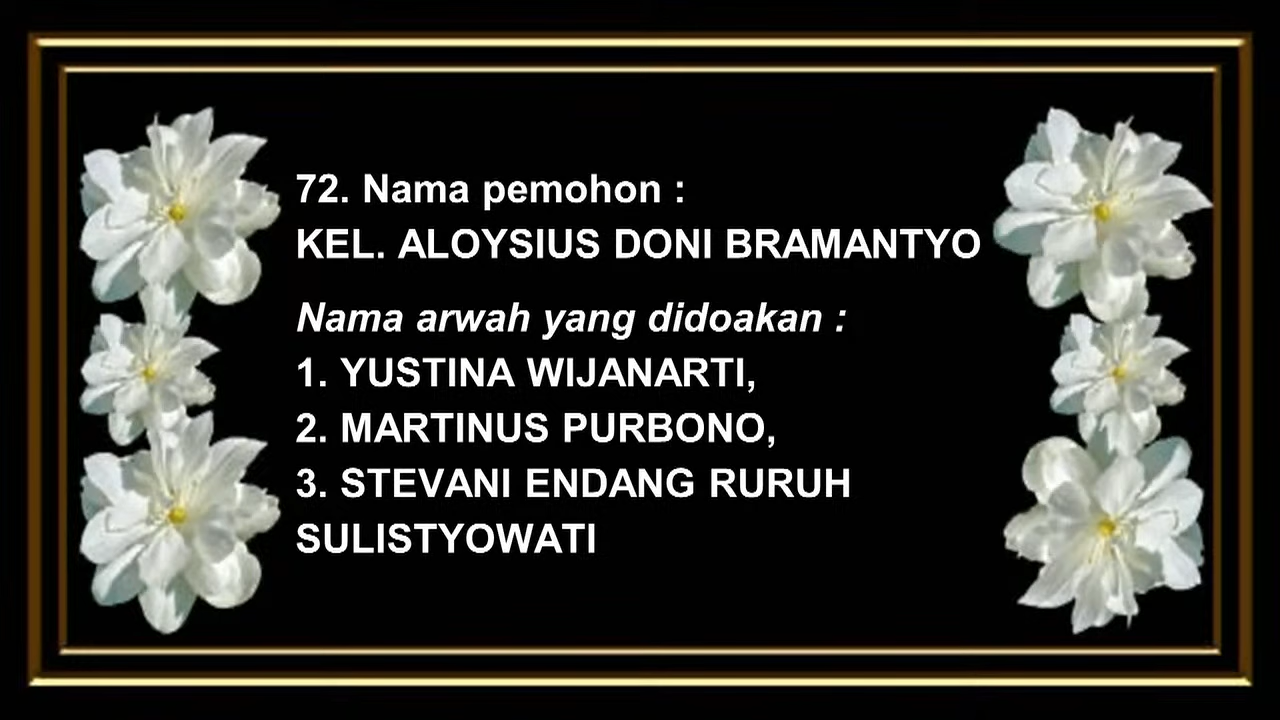 72. Nama pemohon :
KEL. ALOYSIUS DONI BRAMANTYO
Nama arwah yang didoakan :
1. YUSTINA WIJANARTI,
2. MARTINUS PURBONO,
3. STEVANI ENDANG RURUH
SULISTYOWATI